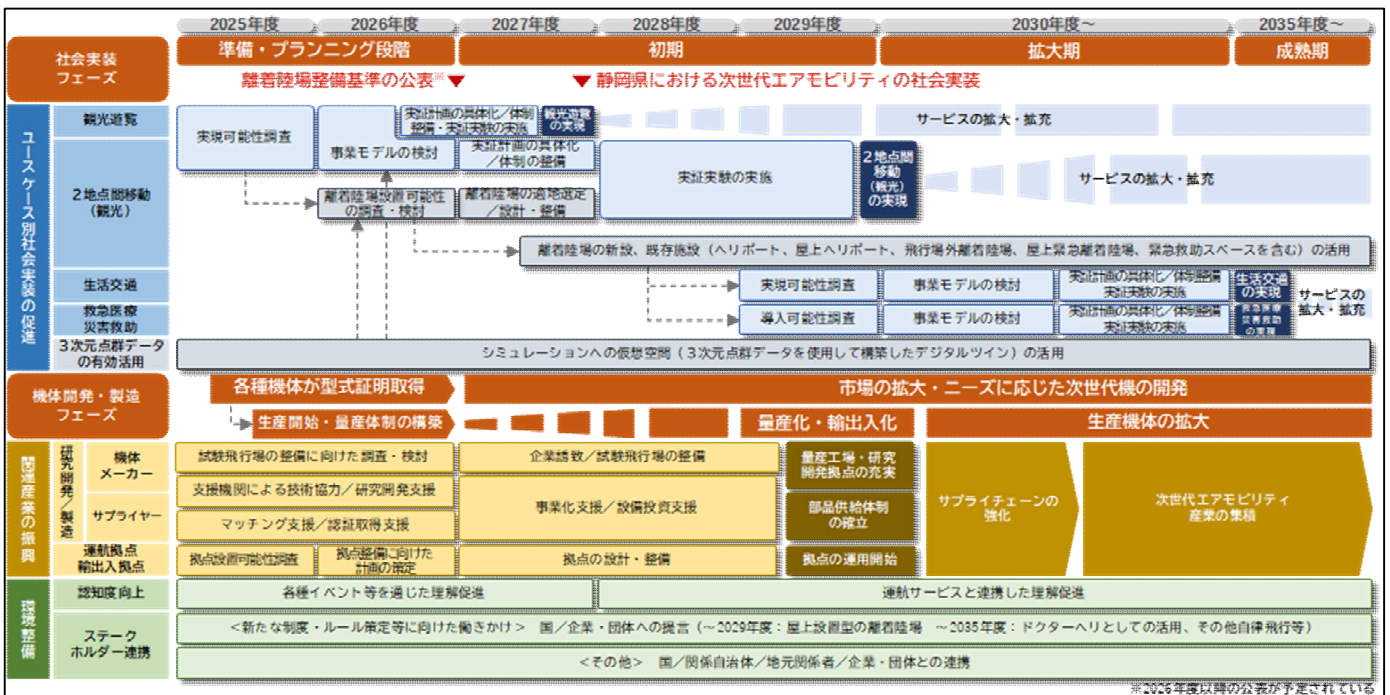 2025年度
2026年度
2027年度
2028年度
2029年度
2030年度～
2035年度～
社会実装
フェーズ
準備・プランニング段階
初期
拡大期
成熟期
離着陸場整備基準の公表※
静岡県における次世代エアモビリティの社会実装
ユースケース別社会実装の促進
観光遊覧
実現可能性調査
事業モデルの検討
実証計画の具体化/体制
整備・実証実験の実施
観光遊覧
の実現
サービスの拡大・拡充
2地点間移動
（観光）
実証計画の具体化
/体制の整備
実証実験の実施
2地点間
移動
（観光）
の実現
サービスの拡大・拡充
離着陸場設置可能性
の調査・検討
離着陸場の適地選定
/設計・整備
離着陸場の新設、既存施設（ヘリポート、屋上ヘリポート、飛行場外離着陸場、屋上緊急離着陸場、緊急救助スペースを含む）の活用
生活交通
実現可能性調査
事業モデルの検討
実証計画の具体化/体制整備
実証実験の実施
生活交通
の実現
サービスの
拡大・拡充
救急医療
災害救助
導入可能性調査
事業モデルの検討
実証計画の具体化/体制整備
実証実験の実施
救急医療
災害救助
の実現
3次元点群データ
の有効活用
シミュレーションへの仮想空間（3次元点群データを使用して構築したデジタルツイン）の活用
機体開発・製造
フェーズ
各種機体が型式証明取得
市場の拡大・ニーズに応じた次世代機の開発
生産開始・量産体制の構築
量産化・輸出入化
生産機体の拡大
関連産業の振興
研究開発/製造
機体
メーカー
試験飛行場の整備に向けた調査・検討
企業誘致/試験飛行場の整備
量産工場・研究
開発拠点の充実
サプライヤー
支援機関による技術協力/研究開発支援
マッチング支援/認証取得支援
事業化支援/設備投資支援
部品供給体制
の確立
サプライチェーンの
強化
次世代エアモビリティ
産業の集積
運航拠点
輸出入拠点
拠点設置可能性調査
拠点整備に向けた
計画の策定
拠点の設計・整備
拠点の運用開始
環境整備
認知度向上
各種イベント等を通じた理解促進
運航サービスと連携した理解促進
ステーク
ホルダー連携
＜新たな制度・ルール策定等に向けた働きかけ＞　国/企業・団体への提言（～2029年度：屋上設置型の離着陸場　～2035年度：ドクターヘリとしての活用、その他自律飛行等）
＜その他＞　国/関係自治体/地元関係者/企業・団体との連携
※2026年度以降の公表が予定されている